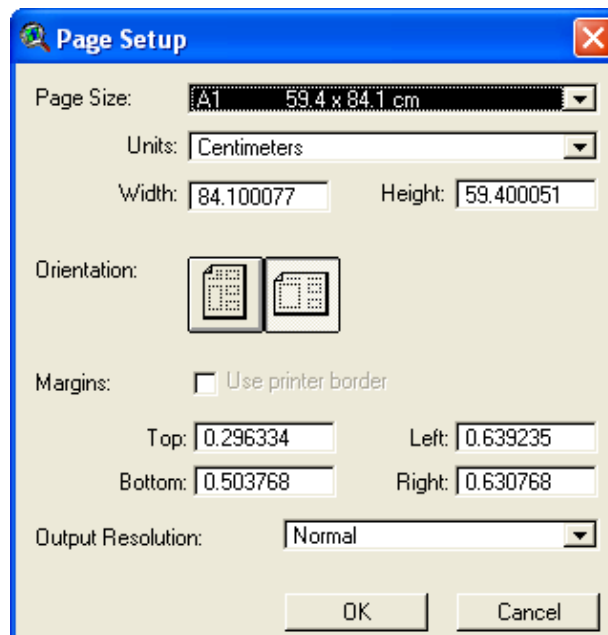 Page Setup
Page Size: A1 59.4 x 84.1 cm
Units: Centimeters
Width: 84.100077 Height: 59.400051
Orientation:
Margins: Use printer border
Top: 0.296334 Left: 0.639235
Bottom: 0.503768 Right: 0.630768
Output Resolution: Normal
OK Cancel